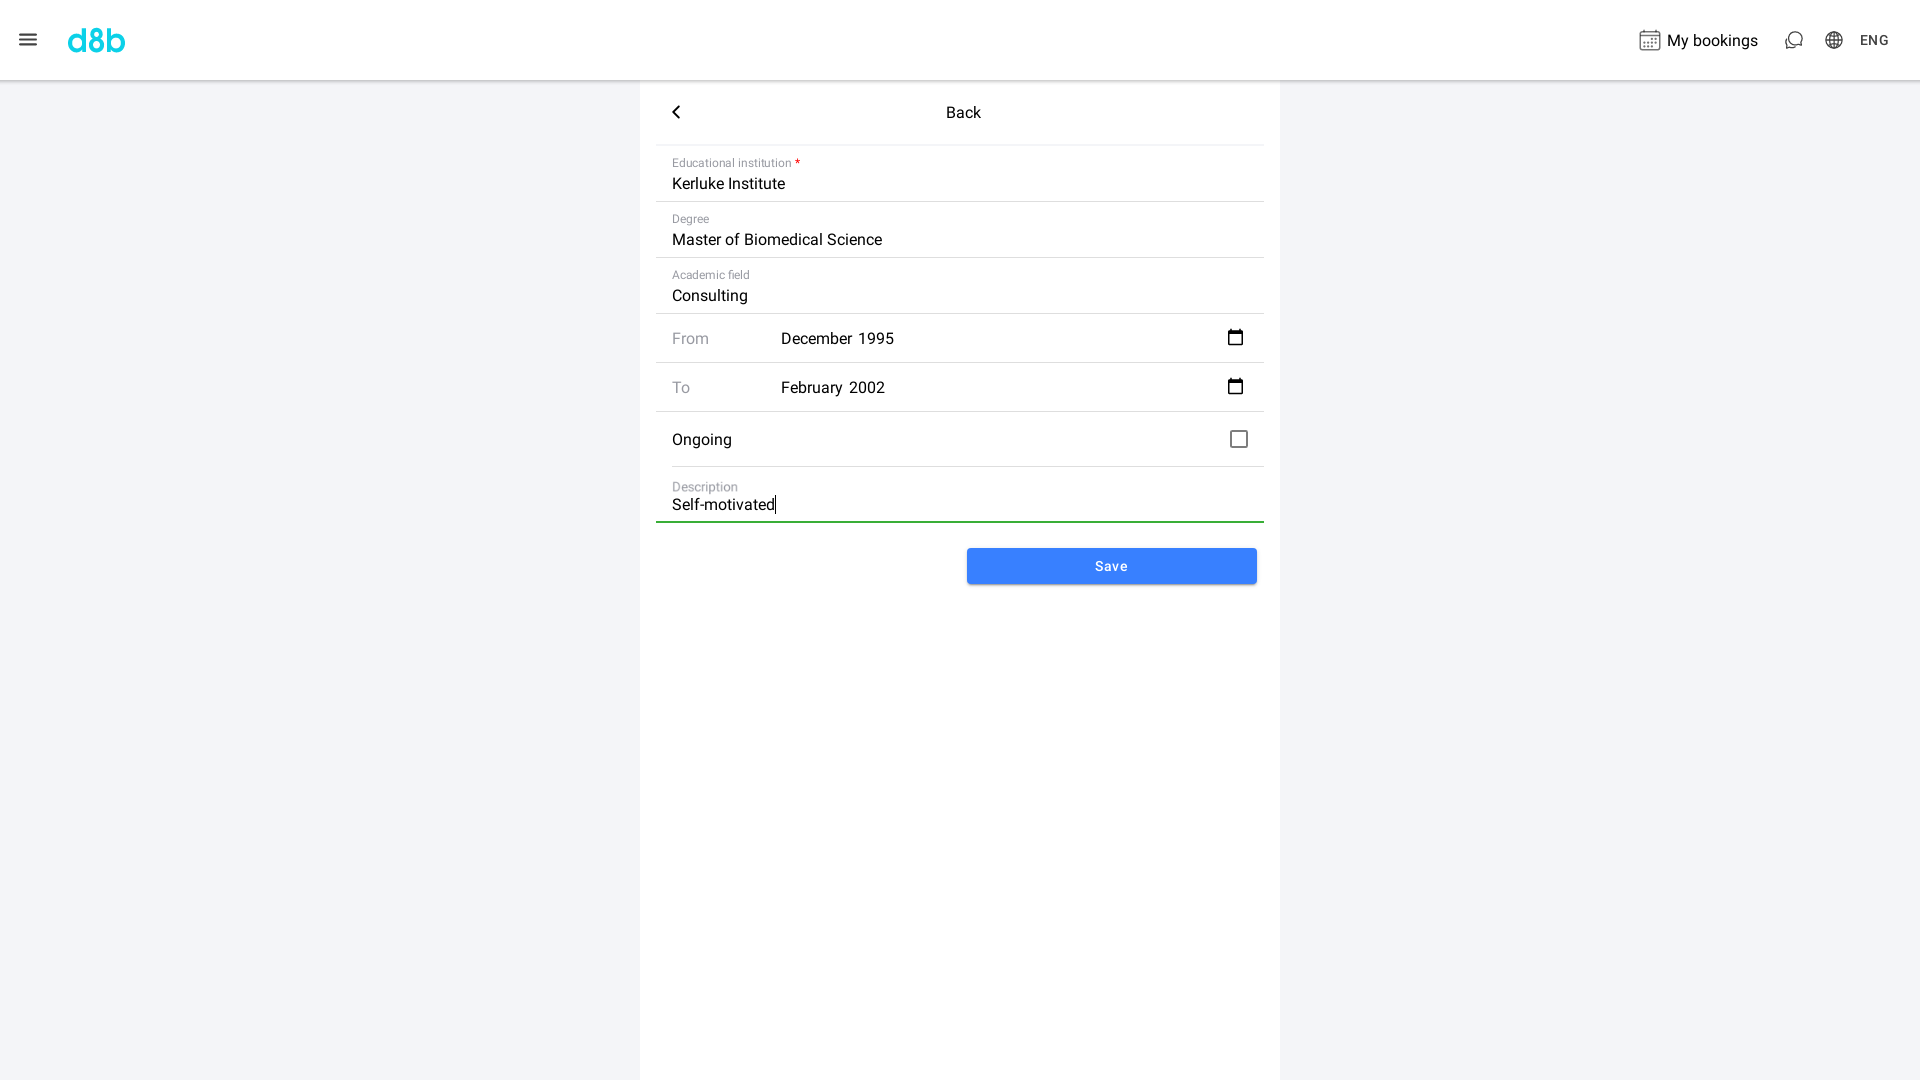 d8b
My bookings
ENG
Back
Educational institution *
Kerluke Institute
Degree
Master of Biomedical Science
Academic field
Consulting
From December 1995
To February 2002
Ongoing
Description
Self-motivated
Save